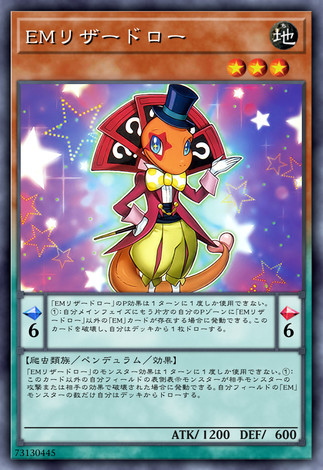 EMリザードロー
地
6
6
「EMリザードロー」のP効果は1ターンに1度しか使用できない。
①：自分メインフェイズにもう片方の自分のPゾーンに「EMリザー
ドロー」以外の「EM」カードが存在する場合に発動できる。この
カードを破壊し、自分はデッキから1枚ドローする。
【爬虫類族／ペンデュラム／効果】
「EMリザードロー」のモンスター効果は1ターンに1度しか使用できない。①：
このカード以外の自分フィールドの表側表示モンスターが相手モンスターの
攻撃または相手の効果で破壊された場合に発動できる。自分フィールドの「EM」
モンスターの数だけ自分はデッキからドローする。
ATK/ 1200 DEF/ 600
73130445